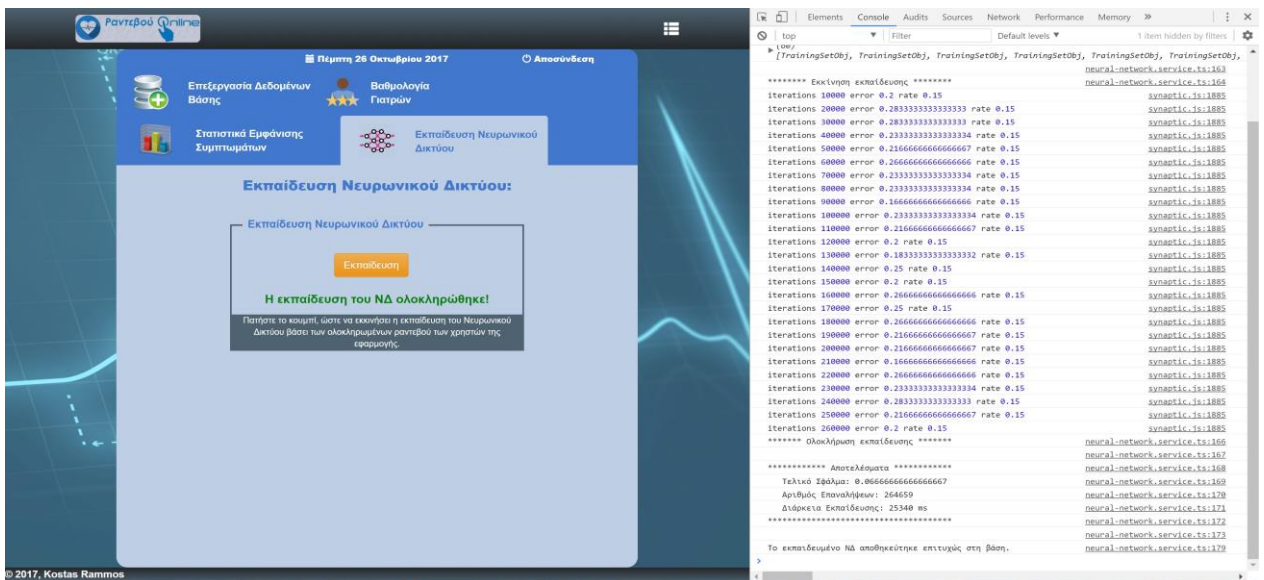 Ραντεβού Online
Πέμπτη 26 Οκτωβρίου 2017
Αποσύνδεση
Επεξεργασία Δεδομένων
Βάσης
Βαθμολογία
Γιατρών
Στατιστικά Εμφάνισης
Συμπτωμάτων
Εκπαίδευση Νευρωνικού
Δικτύου
Εκπαίδευση Νευρωνικού Δικτύου:
Εκπαίδευση Νευρωνικού Δικτύου
Εκπαίδευση
Η εκπαίδευση του ΝΔ ολοκληρώθηκε!
Πατήστε το κουμπί, ώστε να εκκινήσει η εκπαίδευση του Νευρωνικού
Δικτύου βάσει των ολοκληρωμένων ραντεβού των χρηστών της
εφαρμογής.
© 2017, Kostas Rammos
Elements Console Audits Sources Network Performance Memory »
top Filter Default levels 1 item hidden by filters
[TrainingSetObj, TrainingSetObj, TrainingSetObj, TrainingSetObj, TrainingSetObj, TrainingSetObj,
neural-network.service.ts:163
******** Εκκίνηση εκπαίδευσης ******** neural-network.service.ts:164
iterations 10000 error 0.2 rate 0.15 synaptic.js:1885
iterations 20000 error 0.2833333333333333 rate 0.15 synaptic.js:1885
iterations 30000 error 0.2833333333333333 rate 0.15 synaptic.js:1885
iterations 40000 error 0.23333333333333334 rate 0.15 synaptic.js:1885
iterations 50000 error 0.21666666666666667 rate 0.15 synaptic.js:1885
iterations 60000 error 0.26666666666666666 rate 0.15 synaptic.js:1885
iterations 70000 error 0.23333333333333334 rate 0.15 synaptic.js:1885
iterations 80000 error 0.23333333333333334 rate 0.15 synaptic.js:1885
iterations 90000 error 0.16666666666666666 rate 0.15 synaptic.js:1885
iterations 100000 error 0.23333333333333334 rate 0.15 synaptic.js:1885
iterations 110000 error 0.21666666666666667 rate 0.15 synaptic.js:1885
iterations 120000 error 0.2 rate 0.15 synaptic.js:1885
iterations 130000 error 0.18333333333333332 rate 0.15 synaptic.js:1885
iterations 140000 error 0.25 rate 0.15 synaptic.js:1885
iterations 150000 error 0.2 rate 0.15 synaptic.js:1885
iterations 160000 error 0.26666666666666666 rate 0.15 synaptic.js:1885
iterations 170000 error 0.25 rate 0.15 synaptic.js:1885
iterations 180000 error 0.26666666666666666 rate 0.15 synaptic.js:1885
iterations 190000 error 0.21666666666666667 rate 0.15 synaptic.js:1885
iterations 200000 error 0.21666666666666667 rate 0.15 synaptic.js:1885
iterations 210000 error 0.16666666666666666 rate 0.15 synaptic.js:1885
iterations 220000 error 0.26666666666666666 rate 0.15 synaptic.js:1885
iterations 230000 error 0.23333333333333334 rate 0.15 synaptic.js:1885
iterations 240000 error 0.2833333333333333 rate 0.15 synaptic.js:1885
iterations 250000 error 0.21666666666666667 rate 0.15 synaptic.js:1885
iterations 260000 error 0.2 rate 0.15 synaptic.js:1885
******* Ολοκλήρωση εκπαίδευσης ******* neural-network.service.ts:166
neural-network.service.ts:167
************ Αποτελέσματα ************ neural-network.service.ts:168
Τελικό Σφάλμα: 0.06666666666666667 neural-network.service.ts:169
Αριθμός Επαναλήψεων: 264659 neural-network.service.ts:170
Διάρκεια Εκπαίδευσης: 25340 ms neural-network.service.ts:171
************************************** neural-network.service.ts:172
neural-network.service.ts:173
Το εκπαιδευμένο ΝΔ αποθηκεύτηκε επιτυχώς στη βάση. neural-network.service.ts:179
>